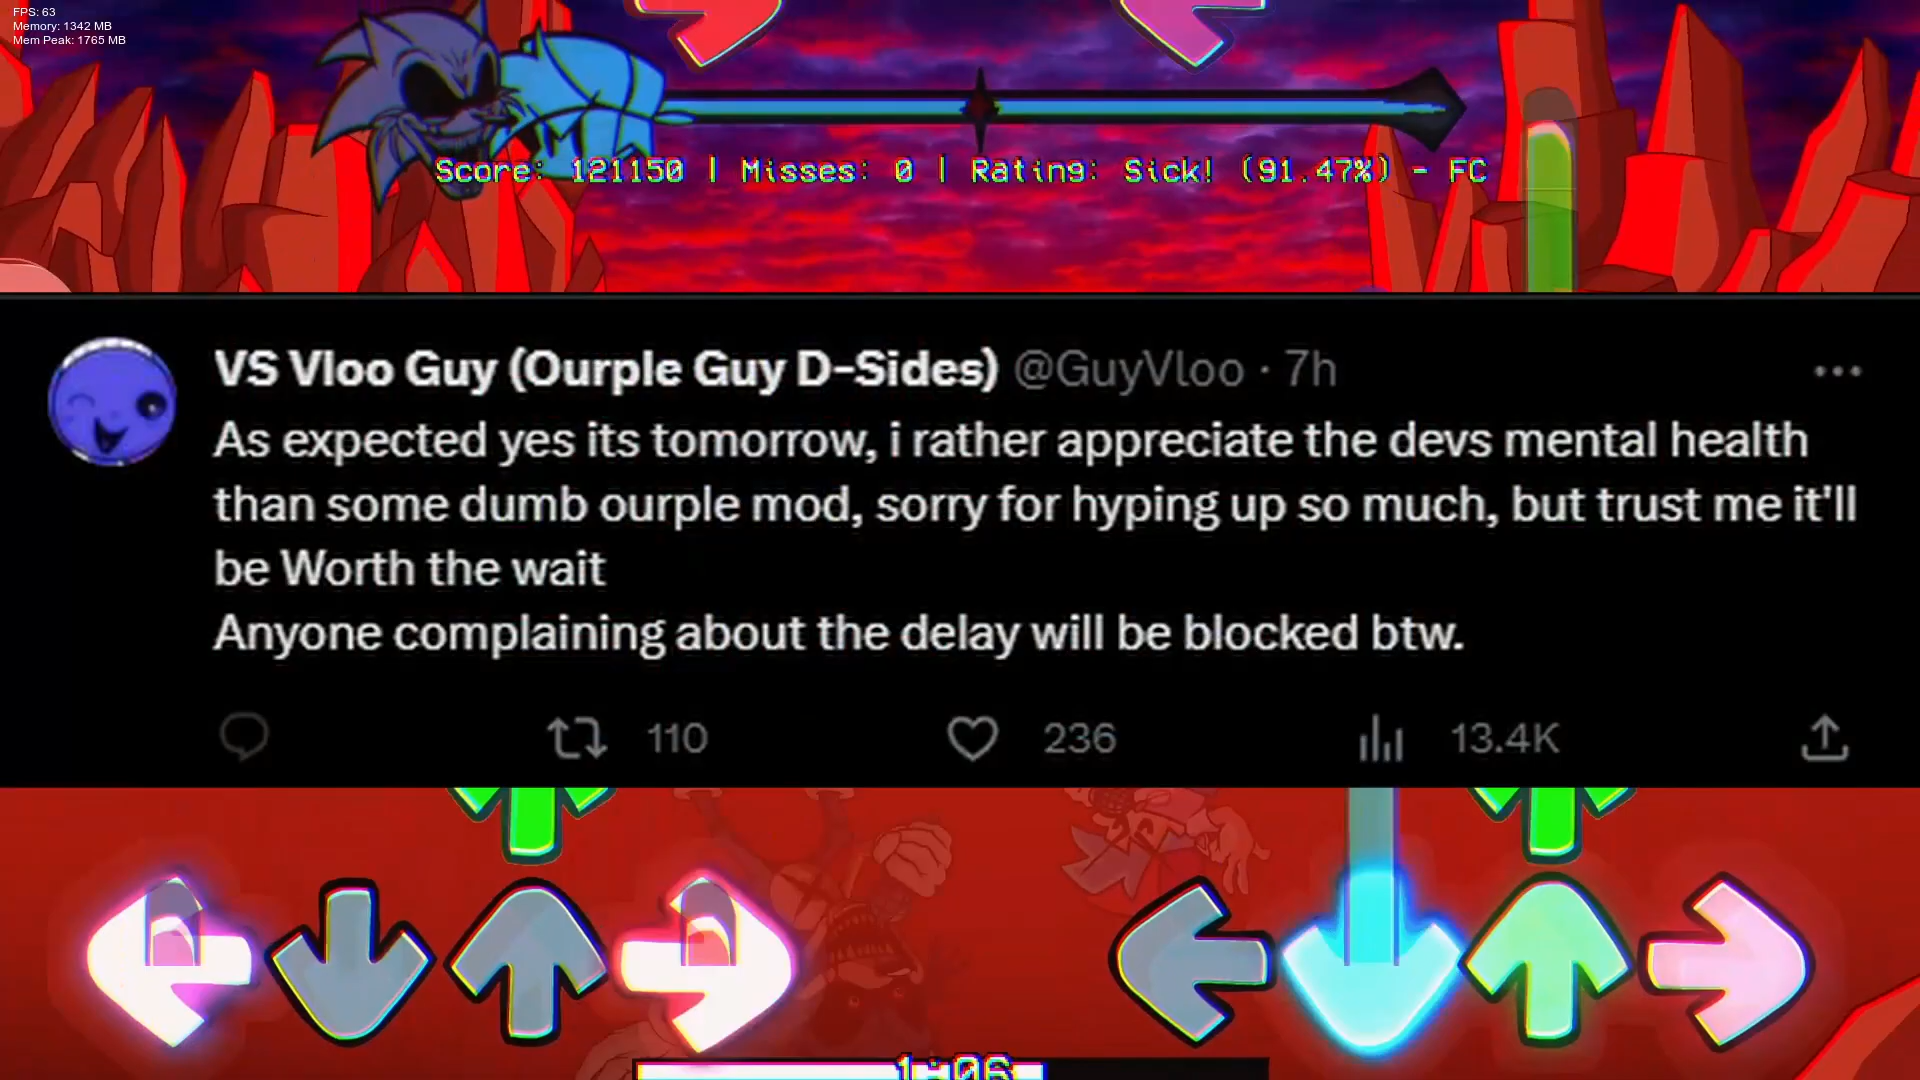 FPS: 63
Memory: 1342 MB
Mem Peak: 1765 MB
Score: 121150 | Misses: 0 | Rating: Sick! (91.47%) - FC
VS Vloo Guy (Ourple Guy D-Sides) @GuyVloo · 7h
As expected yes its tomorrow, i rather appreciate the devs mental health
than some dumb ourple mod, sorry for hyping up so much, but trust me it'll
be Worth the wait
Anyone complaining about the delay will be blocked btw.
110 236 13.4K
1:06